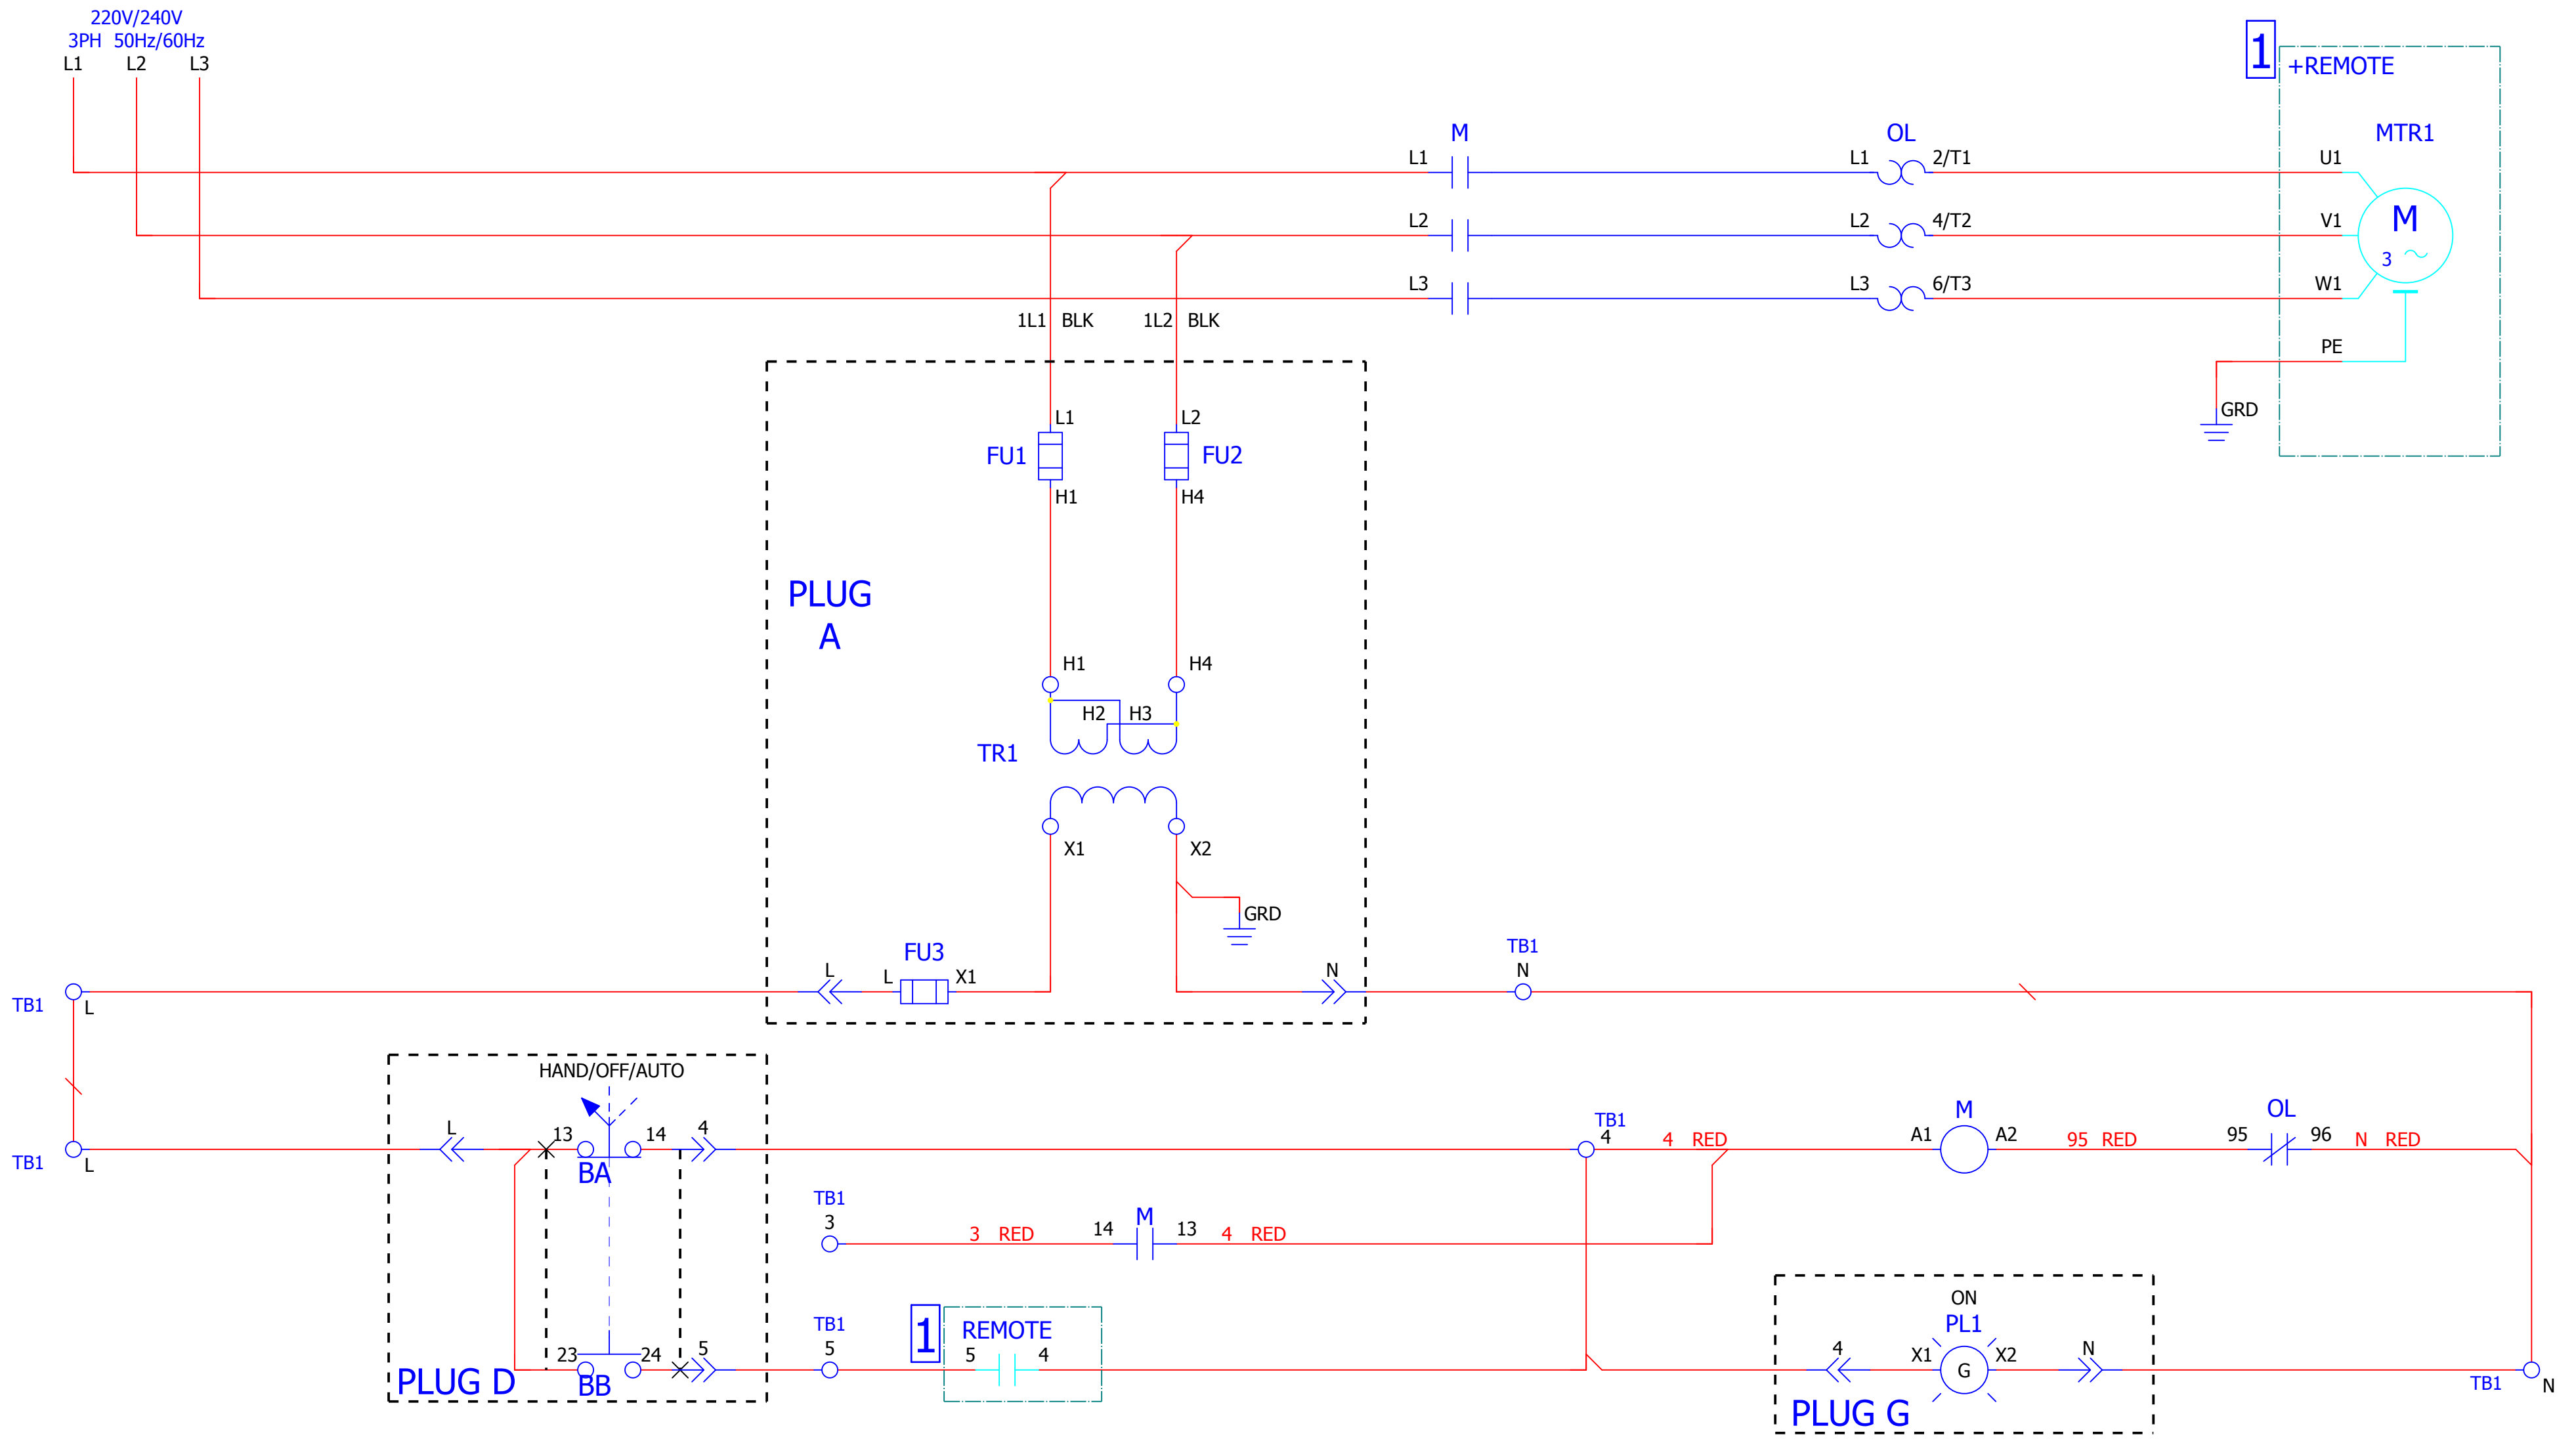 220V/240V
3PH 50Hz/60Hz
L1 L2 L3
1
+REMOTE
M OL MTR1
L1 L1 2/T1 U1
L2 L2 4/T2 V1
M
3
L3 L3 6/T3 W1
1L1 BLK 1L2 BLK
PE
GRD
L1 L2
FU1 FU2
H1 H4
PLUG
A
H1 H4
H2 H3
TR1
X1 X2
GRD
FU3
L L X1 N
TB1
N
TB1 L
HAND/OFF/AUTO
L 13 14 4
TB1 L
BA
TB1
4
4 RED
M
A1 A2
95 RED
OL
95 96
N RED
TB1
3
3 RED
14 M 13
4 RED
TB1
5
1
REMOTE
5 4
23 24 5
BB
PLUG D
ON
PL1
4 X1 G X2 N
PLUG G
TB1 N